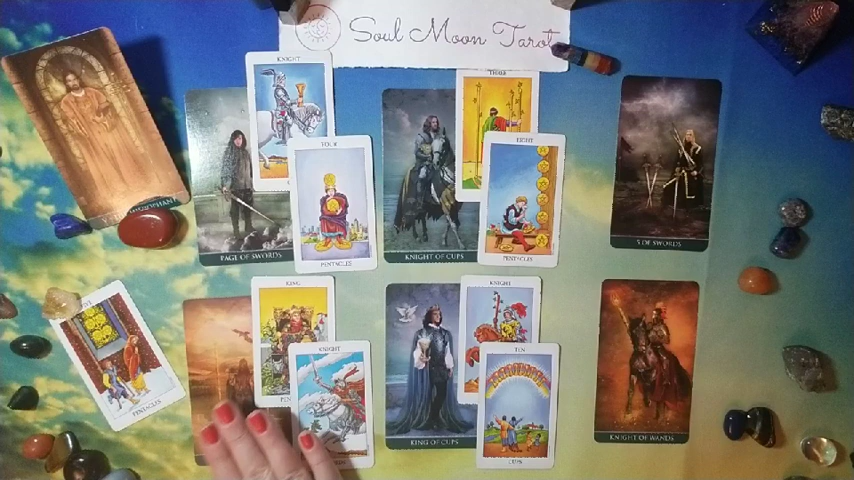 Soul Moon Tarot
KNIGHT
THREE
FOUR
EIGHT
PAGE OF SWORDS
PENTACLES
KNIGHT OF CUPS
PENTACLES
5 OF SWORDS
KING
KNIGHT
KNIGHT
TEN
PENTACLES
KING OF CUPS
CUPS
KNIGHT OF WANDS